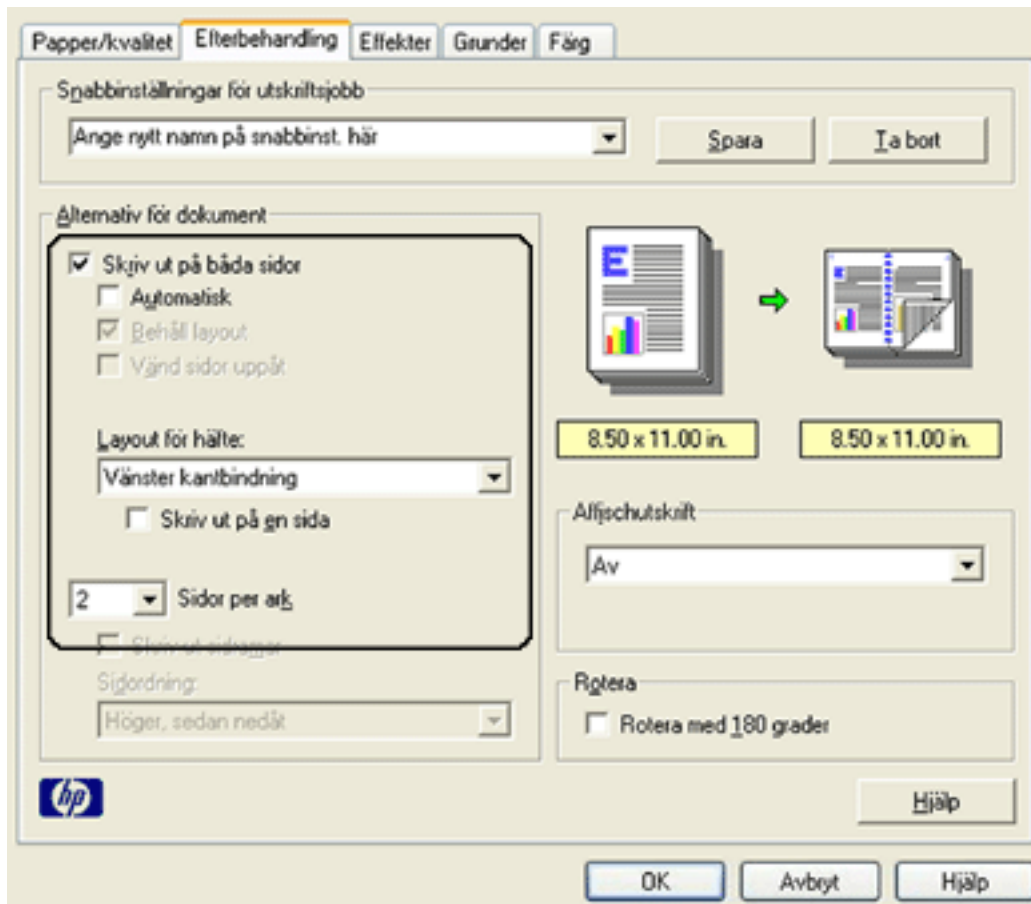 Papper/kvalitet Efterbehandling Effekter Grunder Färg
Snabbinställningar för utskriftsjobb
Ange nytt namn på snabbinst. här Spara Ta bort
Alternativ för dokument
Skriv ut på båda sidor
Automatisk
Behåll layout
Vänd sidor uppåt
Layout för häfte:
Vänster kantbindning
Skriv ut på en sida
2 Sidor per ark
Skriv ut sidramar
Sidordning:
Höger, sedan nedåt
E
8.50 x 11.00 in. 8.50 x 11.00 in.
Affischutskrift
Av
Rotera
Rotera med 180 grader
hp
Hjälp
OK Avbryt Hjälp